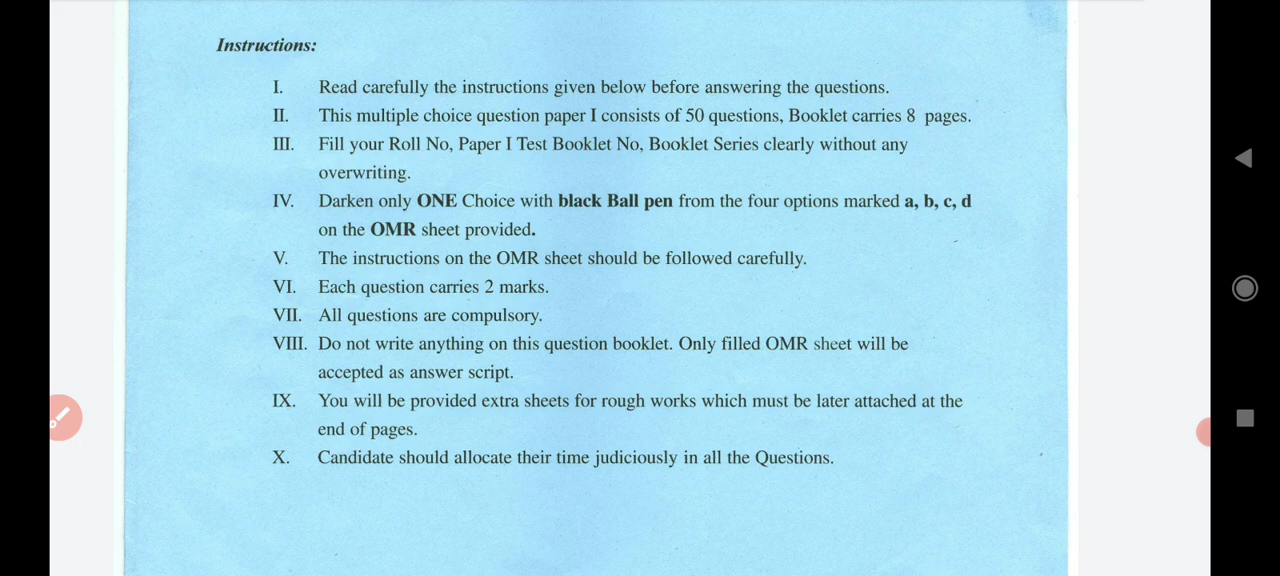 Instructions:
I. Read carefully the instructions given below before answering the questions.
II. This multiple choice question paper I consists of 50 questions, Booklet carries 8 pages.
III. Fill your Roll No, Paper I Test Booklet No, Booklet Series clearly without any
overwriting.
IV. Darken only ONE Choice with black Ball pen from the four options marked a, b, c, d
on the OMR sheet provided.
V. The instructions on the OMR sheet should be followed carefully.
VI. Each question carries 2 marks.
VII. All questions are compulsory.
VIII. Do not write anything on this question booklet. Only filled OMR sheet will be
accepted as answer script.
IX. You will be provided extra sheets for rough works which must be later attached at the
end of pages.
X. Candidate should allocate their time judiciously in all the Questions.